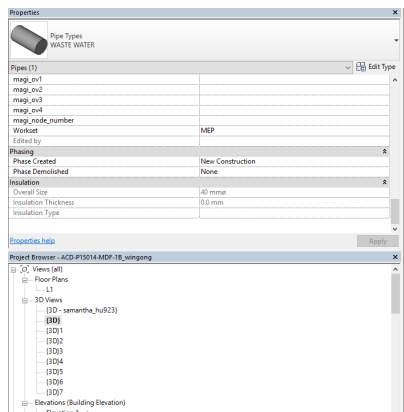 Properties
Pipe Types
WASTE WATER
Pipes (1) Edit Type
magi_ov1
magi_ov2
magi_ov3
magi_ov4
magi_node_number
Workset MEP
Edited by
Phasing
Phase Created New Construction
Phase Demolished None
Insulation
Overall Size 40 mmø
Insulation Thickness 0.0 mm
Insulation Type
Properties help Apply
Project Browser - ACD-P15014-MDF-1B_wingong
Views (all)
Floor Plans
L1
3D Views
{3D - samantha_hu923}
{3D}
{3D}1
{3D}2
{3D}3
{3D}4
{3D}5
{3D}6
{3D}7
Elevations (Building Elevation)